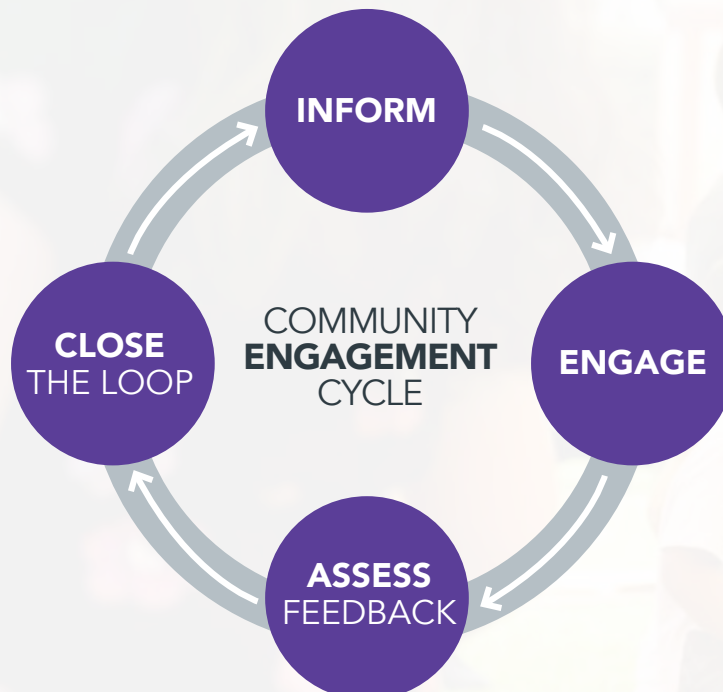 INFORM
COMMUNITY
ENGAGEMENT
CYCLE
ENGAGE
ASSESS
FEEDBACK
CLOSE
THE LOOP